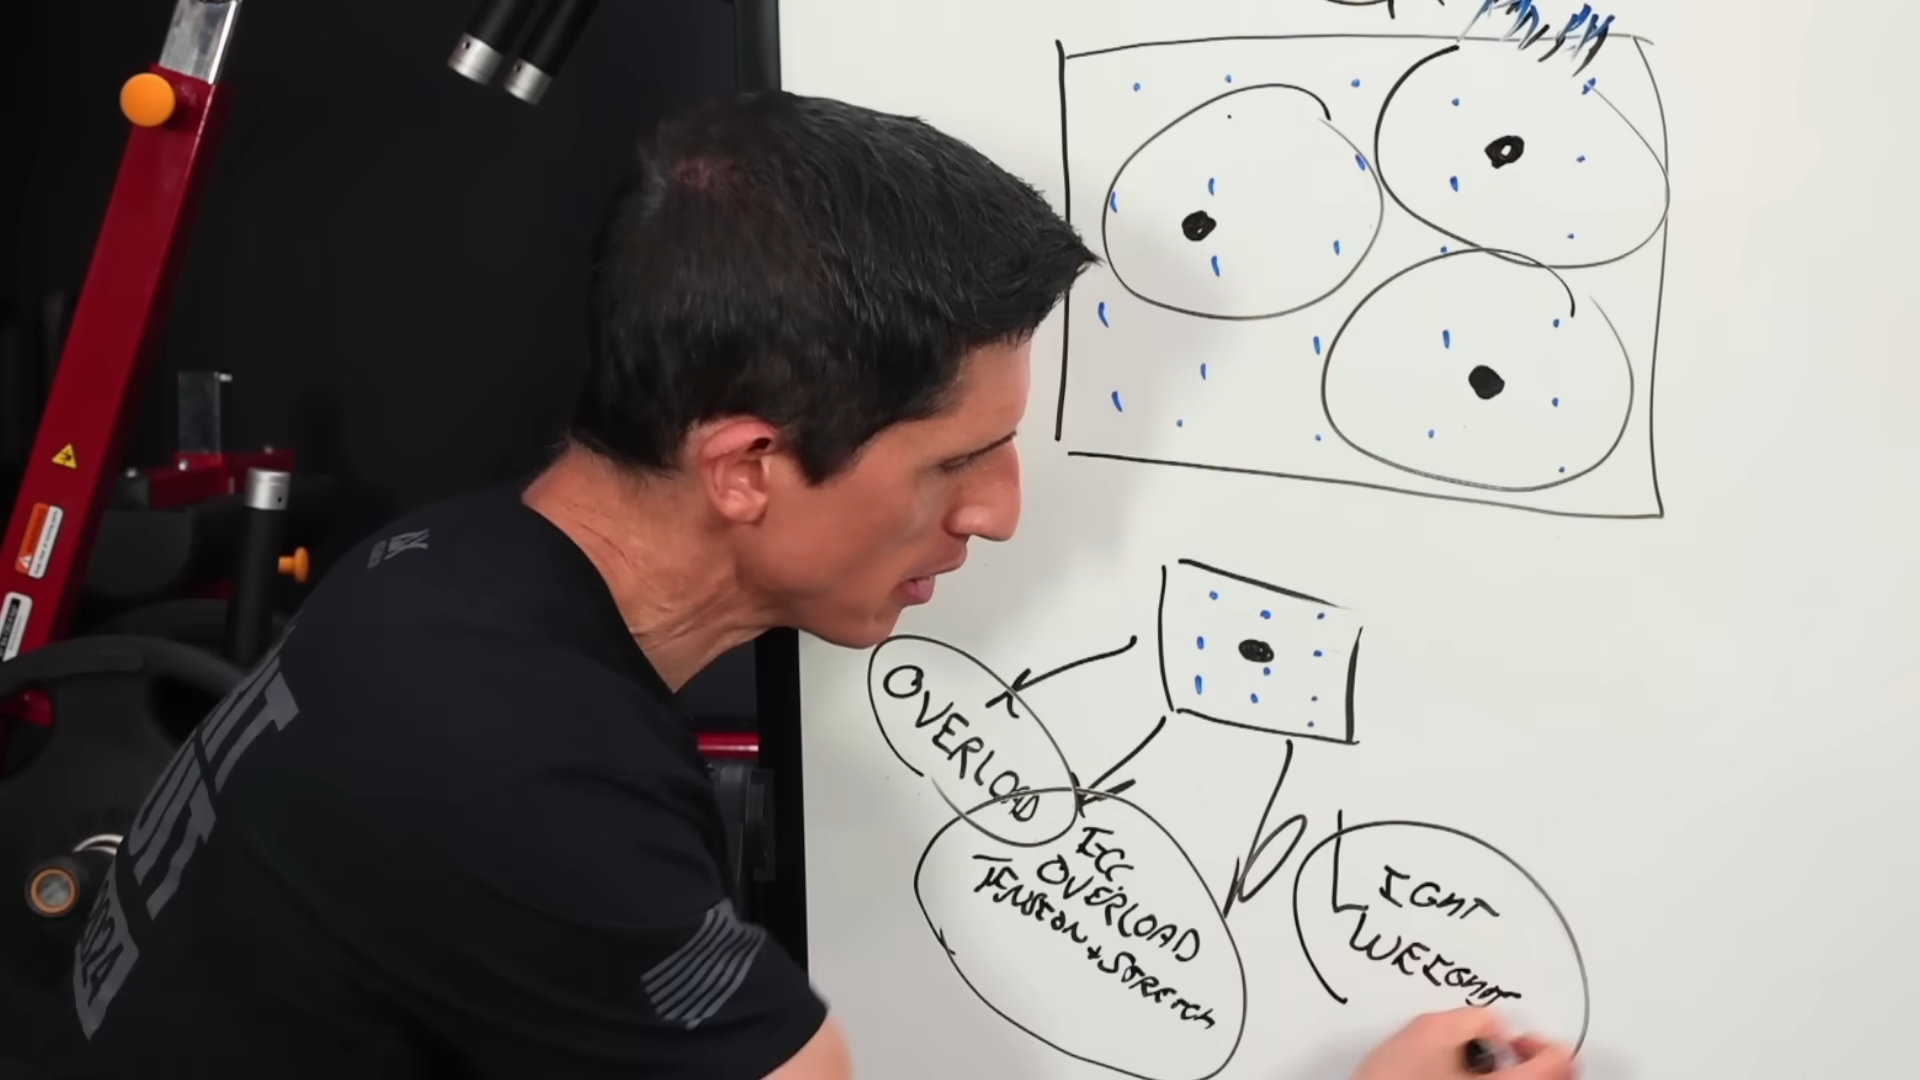 OVERLOAD
ECC
OVERLOAD
TENSION + STRETCH
LIGHT
WEIGHT